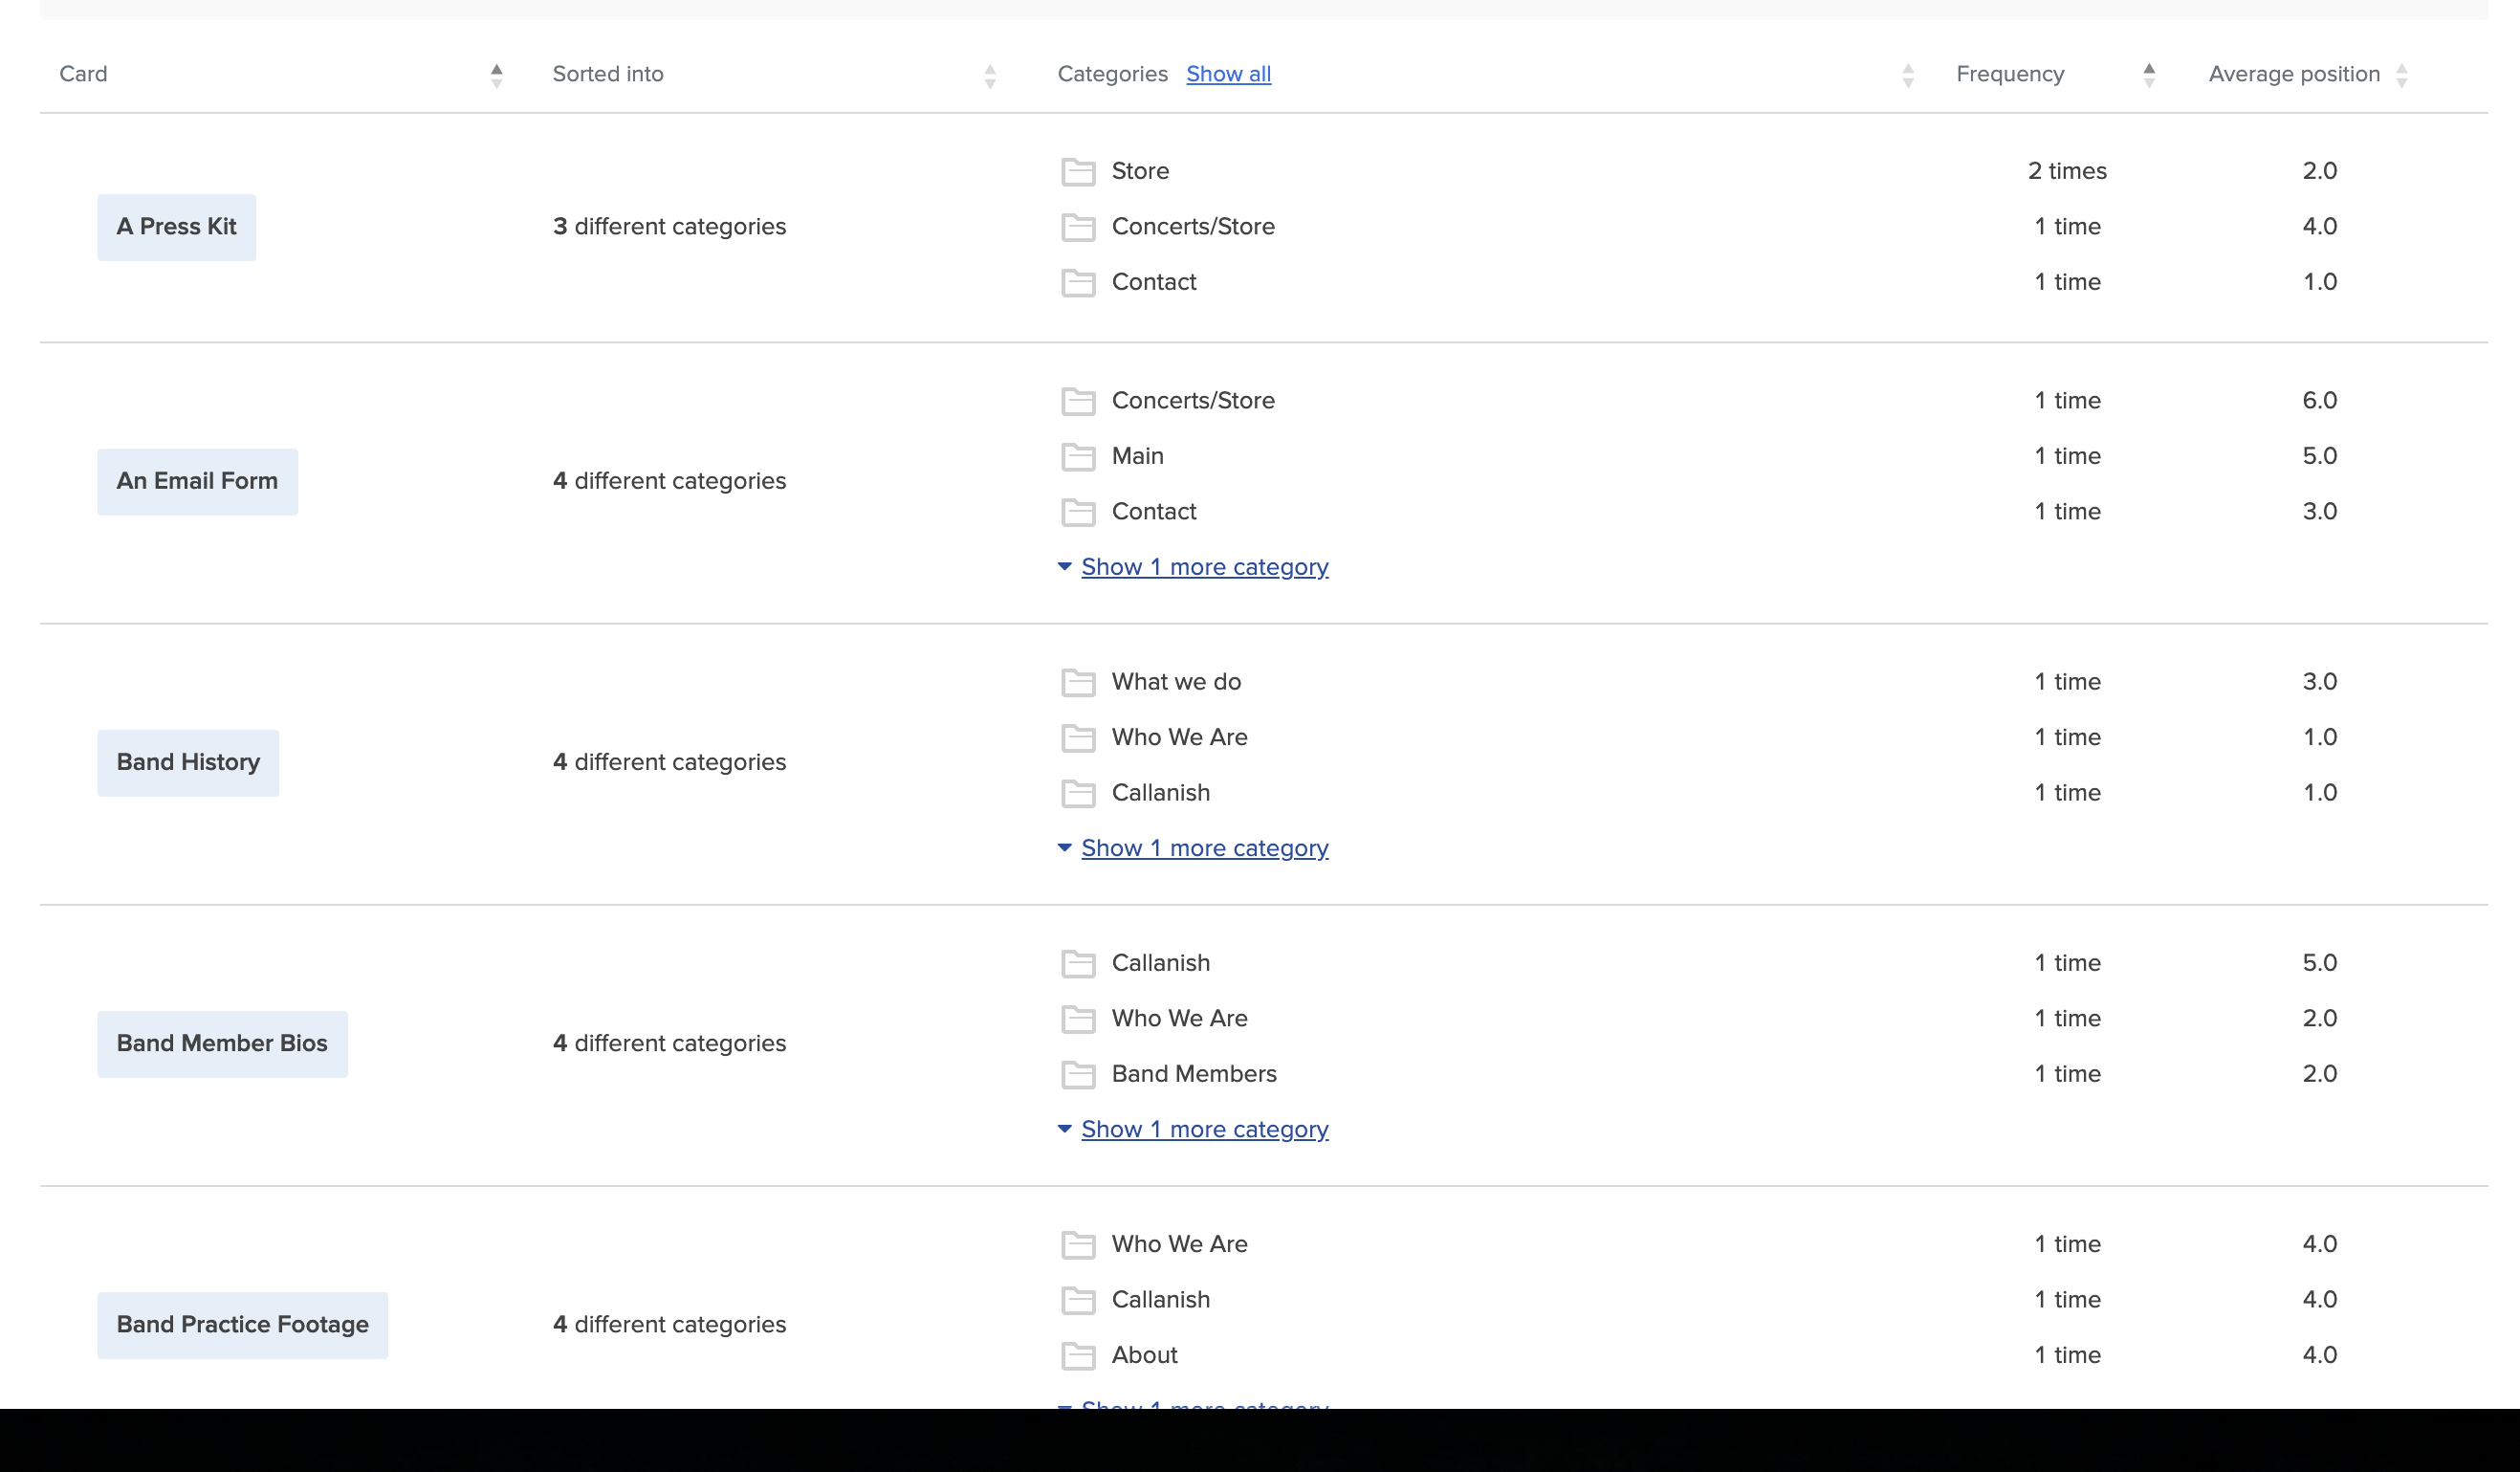 Card Sorted into Categories Show all Frequency Average position
Store 2 times 2.0
A Press Kit 3 different categories Concerts/Store 1 time 4.0
Contact 1 time 1.0
Concerts/Store 1 time 6.0
Main 1 time 5.0
An Email Form 4 different categories
Contact 1 time 3.0
Show 1 more category
What we do 1 time 3.0
Who We Are 1 time 1.0
Band History 4 different categories
Callanish 1 time 1.0
Show 1 more category
Callanish 1 time 5.0
Who We Are 1 time 2.0
Band Member Bios 4 different categories
Band Members 1 time 2.0
Show 1 more category
Who We Are 1 time 4.0
Callanish 1 time 4.0
Band Practice Footage 4 different categories
About 1 time 4.0
Show 1 more category